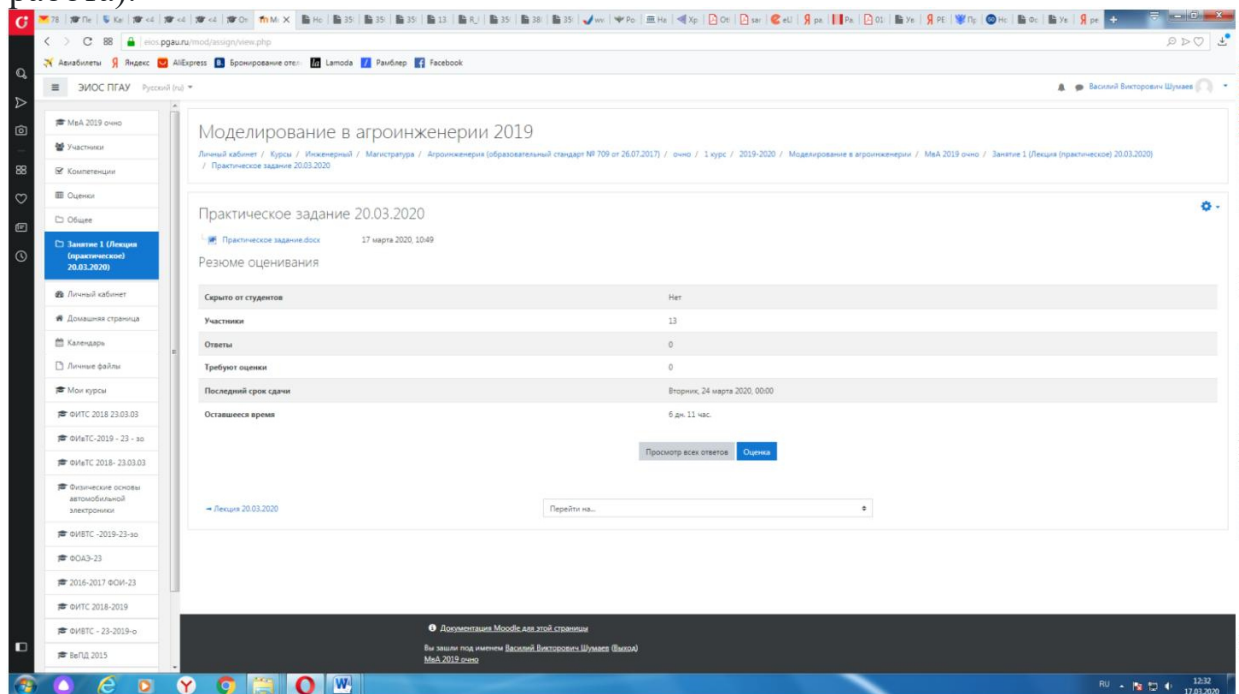 работа).
eios.pgau.ru/mod/assign/view.php
Авиабилеты Яндекс AliExpress Бронирование отел Lamoda Рамблер Facebook
ЭИОС ПГАУ Русский (ru)
Василий Викторович Шумаев
МвА 2019 очно
Участники
Компетенции
Оценки
Общее
Занятие 1 (Лекция
(практическое)
20.03.2020)
Личный кабинет
Домашняя страница
Календарь
Личные файлы
Мои курсы
ФИТС 2018 23.03.03
ФИвТС-2019 - 23 - зо
ФИвТС 2018- 23.03.03
Физические основы
автомобильной
электроники
ФИВТС -2019-23-зо
ФОАЭ-23
2016-2017 ФОИ-23
ФИТС 2018-2019
ФИВТС - 23-2019-о
ВеПД 2015
Моделирование в агроинженерии 2019
Личный кабинет / Курсы / Инженерный / Магистратура / Агроинженерия (образовательный стандарт № 709 от 26.07.2017) / очно / 1 курс / 2019-2020 / Моделирование в агроинженерии / МвА 2019 очно / Занятие 1 (Лекция (практическое) 20.03.2020)
/ Практическое задание 20.03.2020
Практическое задание 20.03.2020
Практическое задание.docx 17 марта 2020, 10:49
Резюме оценивания
Скрыто от студентов Нет
Участники 13
Ответы 0
Требуют оценки 0
Последний срок сдачи Вторник, 24 марта 2020, 00:00
Оставшееся время 6 дн. 11 час.
Просмотр всех ответов Оценка
Лекция 20.03.2020 Перейти на...
Документация Moodle для этой страницы
Вы зашли под именем Василий Викторович Шумаев (Выход)
МвА 2019 очно
RU 12:32
17.03.2020